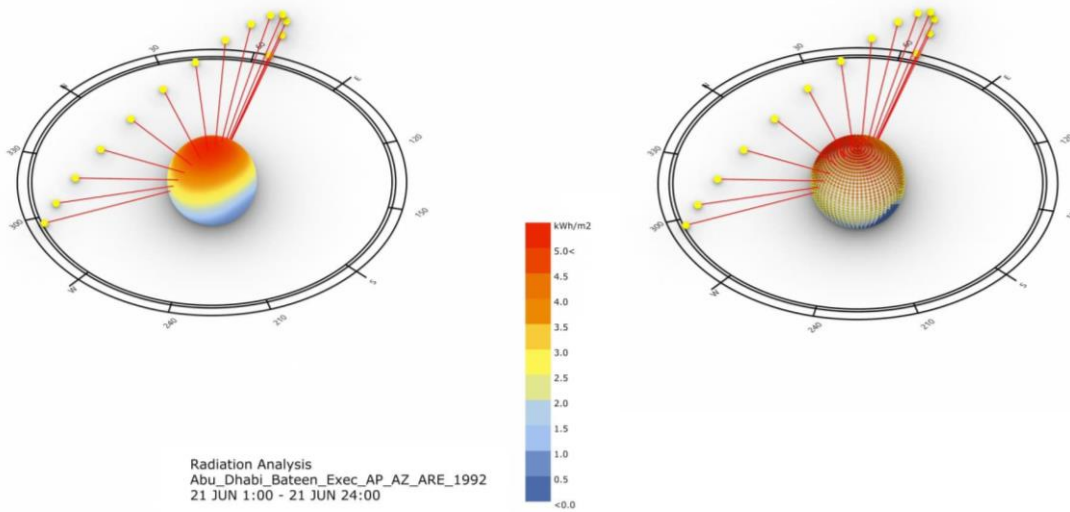 30
60
N
E
330
120
300
150
W
S
240
210
30
60
E
330
120
300
W
S
240
210
kWh/m2
5.0<
4.5
4.0
3.5
3.0
2.5
2.0
1.5
1.0
0.5
<0.0
Radiation Analysis
Abu_Dhabi_Bateen_Exec_AP_AZ_ARE_1992
21 JUN 1:00 - 21 JUN 24:00